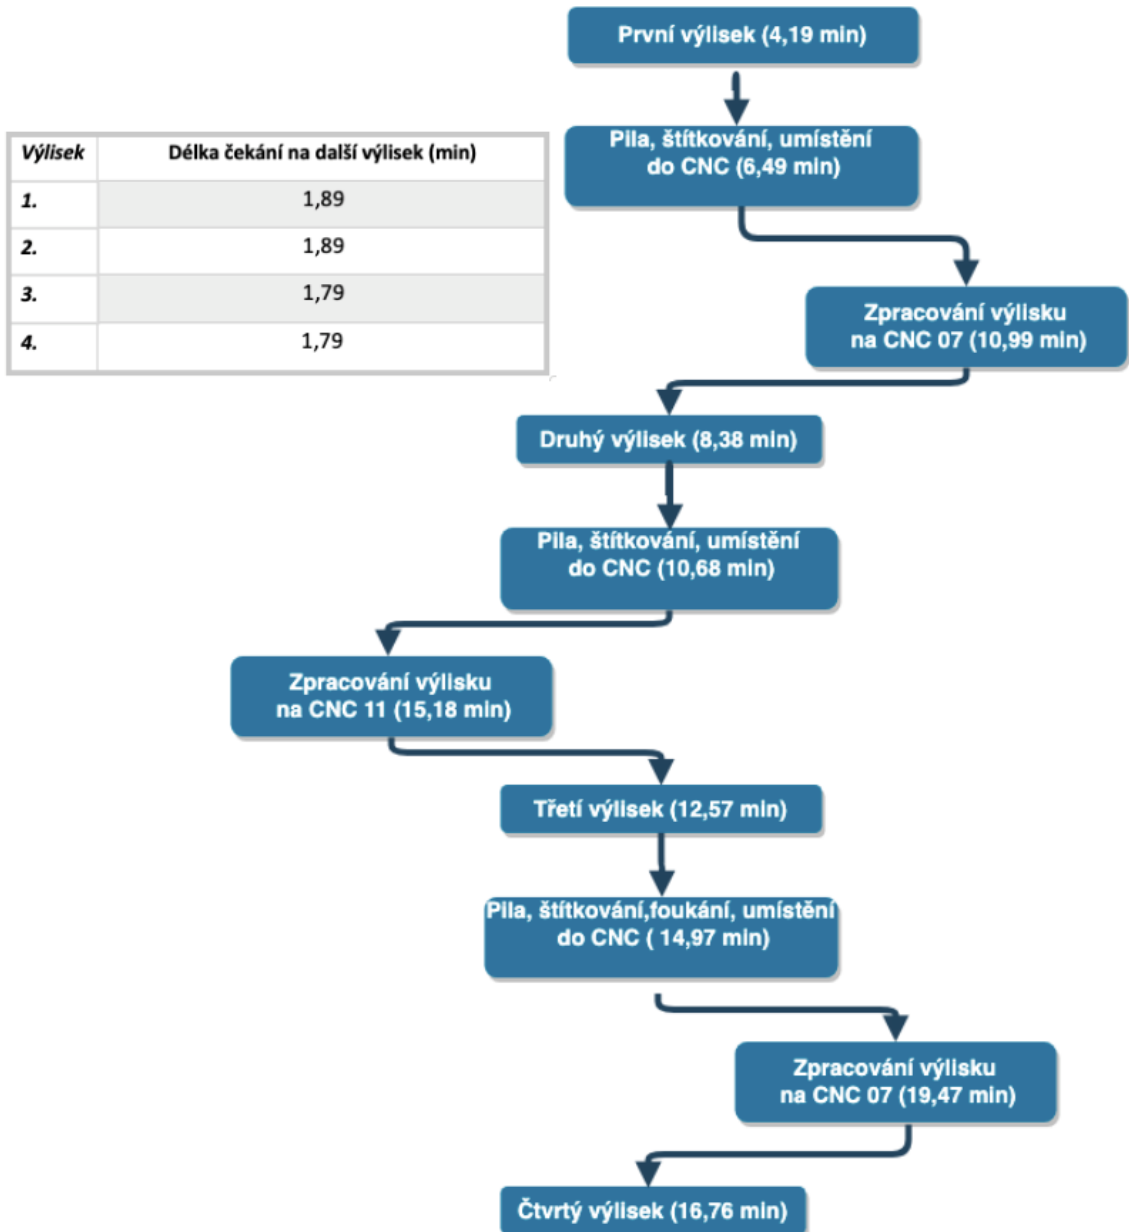 První výlisek (4,19 min)
Pila, štítkování, umístění
do CNC (6,49 min)
Výlisek Délka čekání na další výlisek (min)
1. 1,89
2. 1,89
3. 1,79
4. 1,79
Zpracování výlisku
na CNC 07 (10,99 min)
Druhý výlisek (8,38 min)
Pila, štítkování, umístění
do CNC (10,68 min)
Zpracování výlisku
na CNC 11 (15,18 min)
Třetí výlisek (12,57 min)
Pila, štítkování,foukání, umístění
do CNC ( 14,97 min)
Zpracování výlisku
na CNC 07 (19,47 min)
Čtvrtý výlisek (16,76 min)